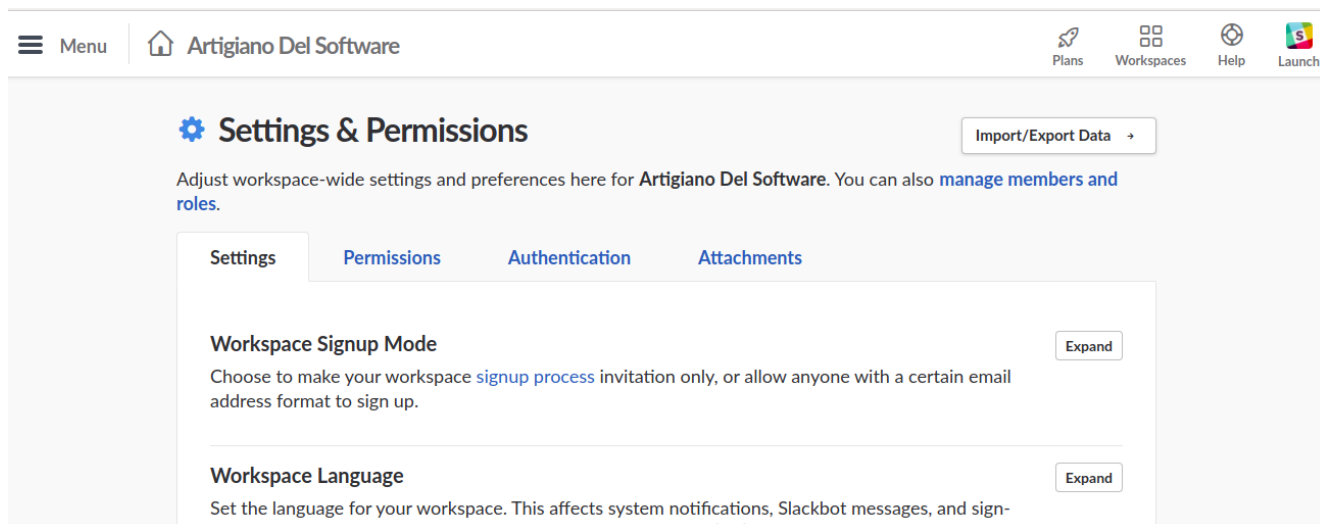 Menu
Artigiano Del Software
Plans
Workspaces
Help
Launch
Settings & Permissions
Import/Export Data →
Adjust workspace-wide settings and preferences here for Artigiano Del Software. You can also manage members and
roles.
Settings
Permissions
Authentication
Attachments
Workspace Signup Mode
Expand
Choose to make your workspace signup process invitation only, or allow anyone with a certain email
address format to sign up.
Workspace Language
Expand
Set the language for your workspace. This affects system notifications, Slackbot messages, and sign-